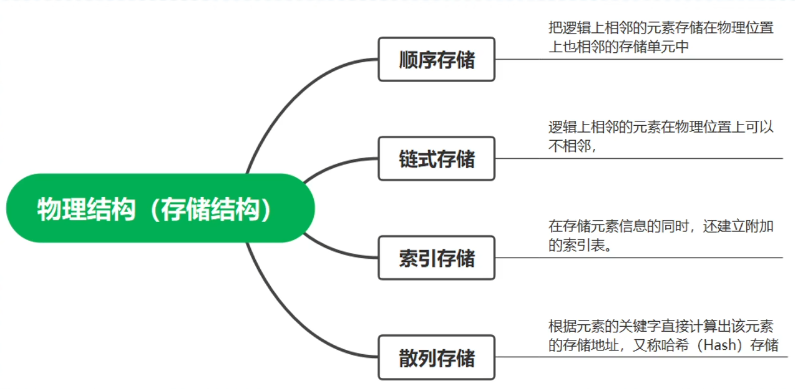 物理结构（存储结构）
顺序存储
把逻辑上相邻的元素存储在物理位置
上也相邻的存储单元中
链式存储
逻辑上相邻的元素在物理位置上可以
不相邻，
索引存储
在存储元素信息的同时，还建立附加
的索引表。
散列存储
根据元素的关键字直接计算出该元素
的存储地址，又称哈希（Hash）存储